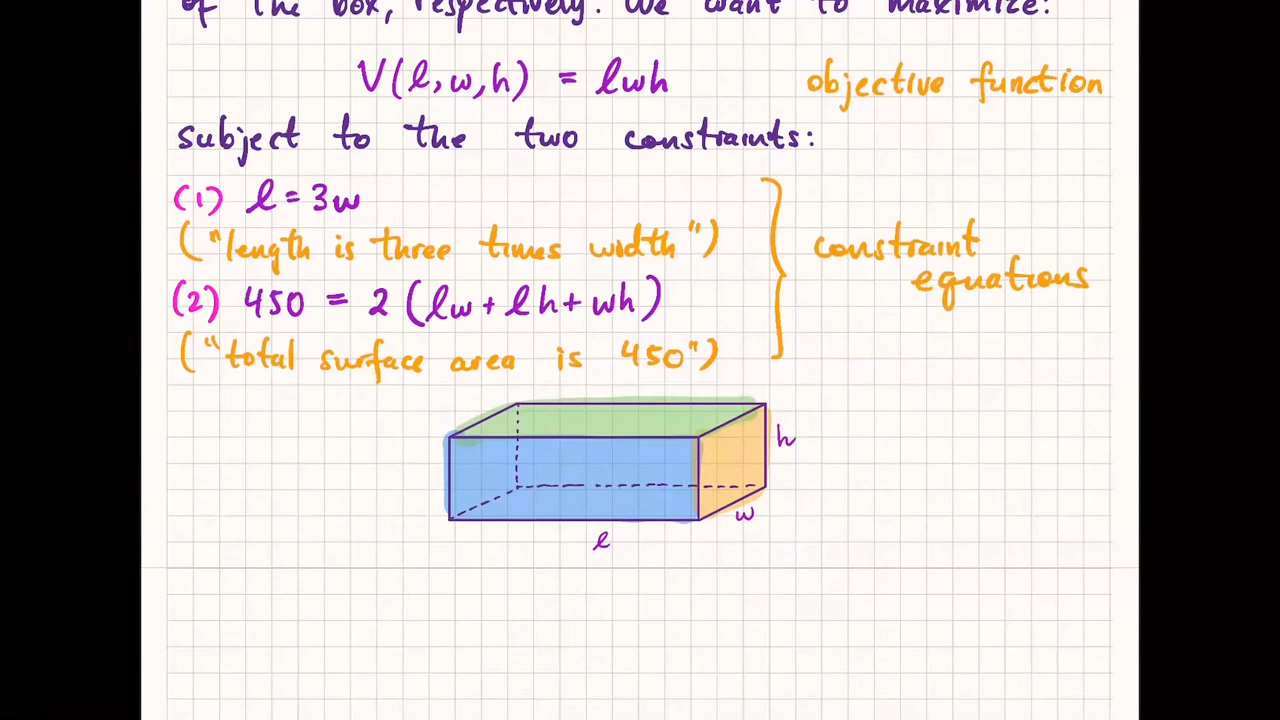 of the box, respectively. We want to maximize:
V(l, w, h) = lwh objective function
subject to the two constraints:
(1) l = 3w
("length is three times width")
constraint
equations
(2) 450 = 2 (lw + lh + wh)
("total surface area is 450")
h
w
l